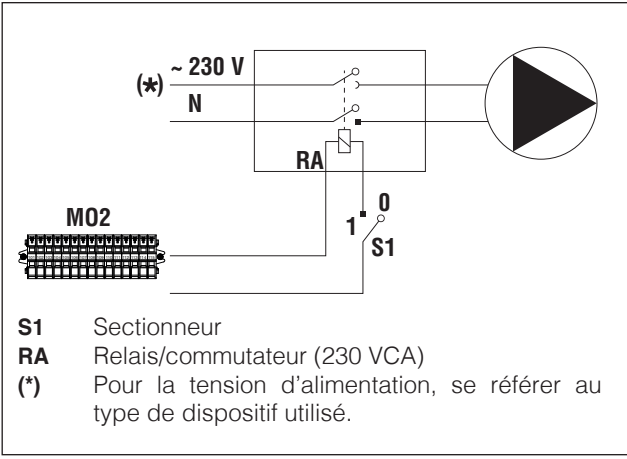 ~ 230 V
(*)
N
RA
0
1
S1
MO2
S1 Sectionneur
RA Relais/commutateur (230 VCA)
(*) Pour la tension d’alimentation, se référer au
type de dispositif utilisé.